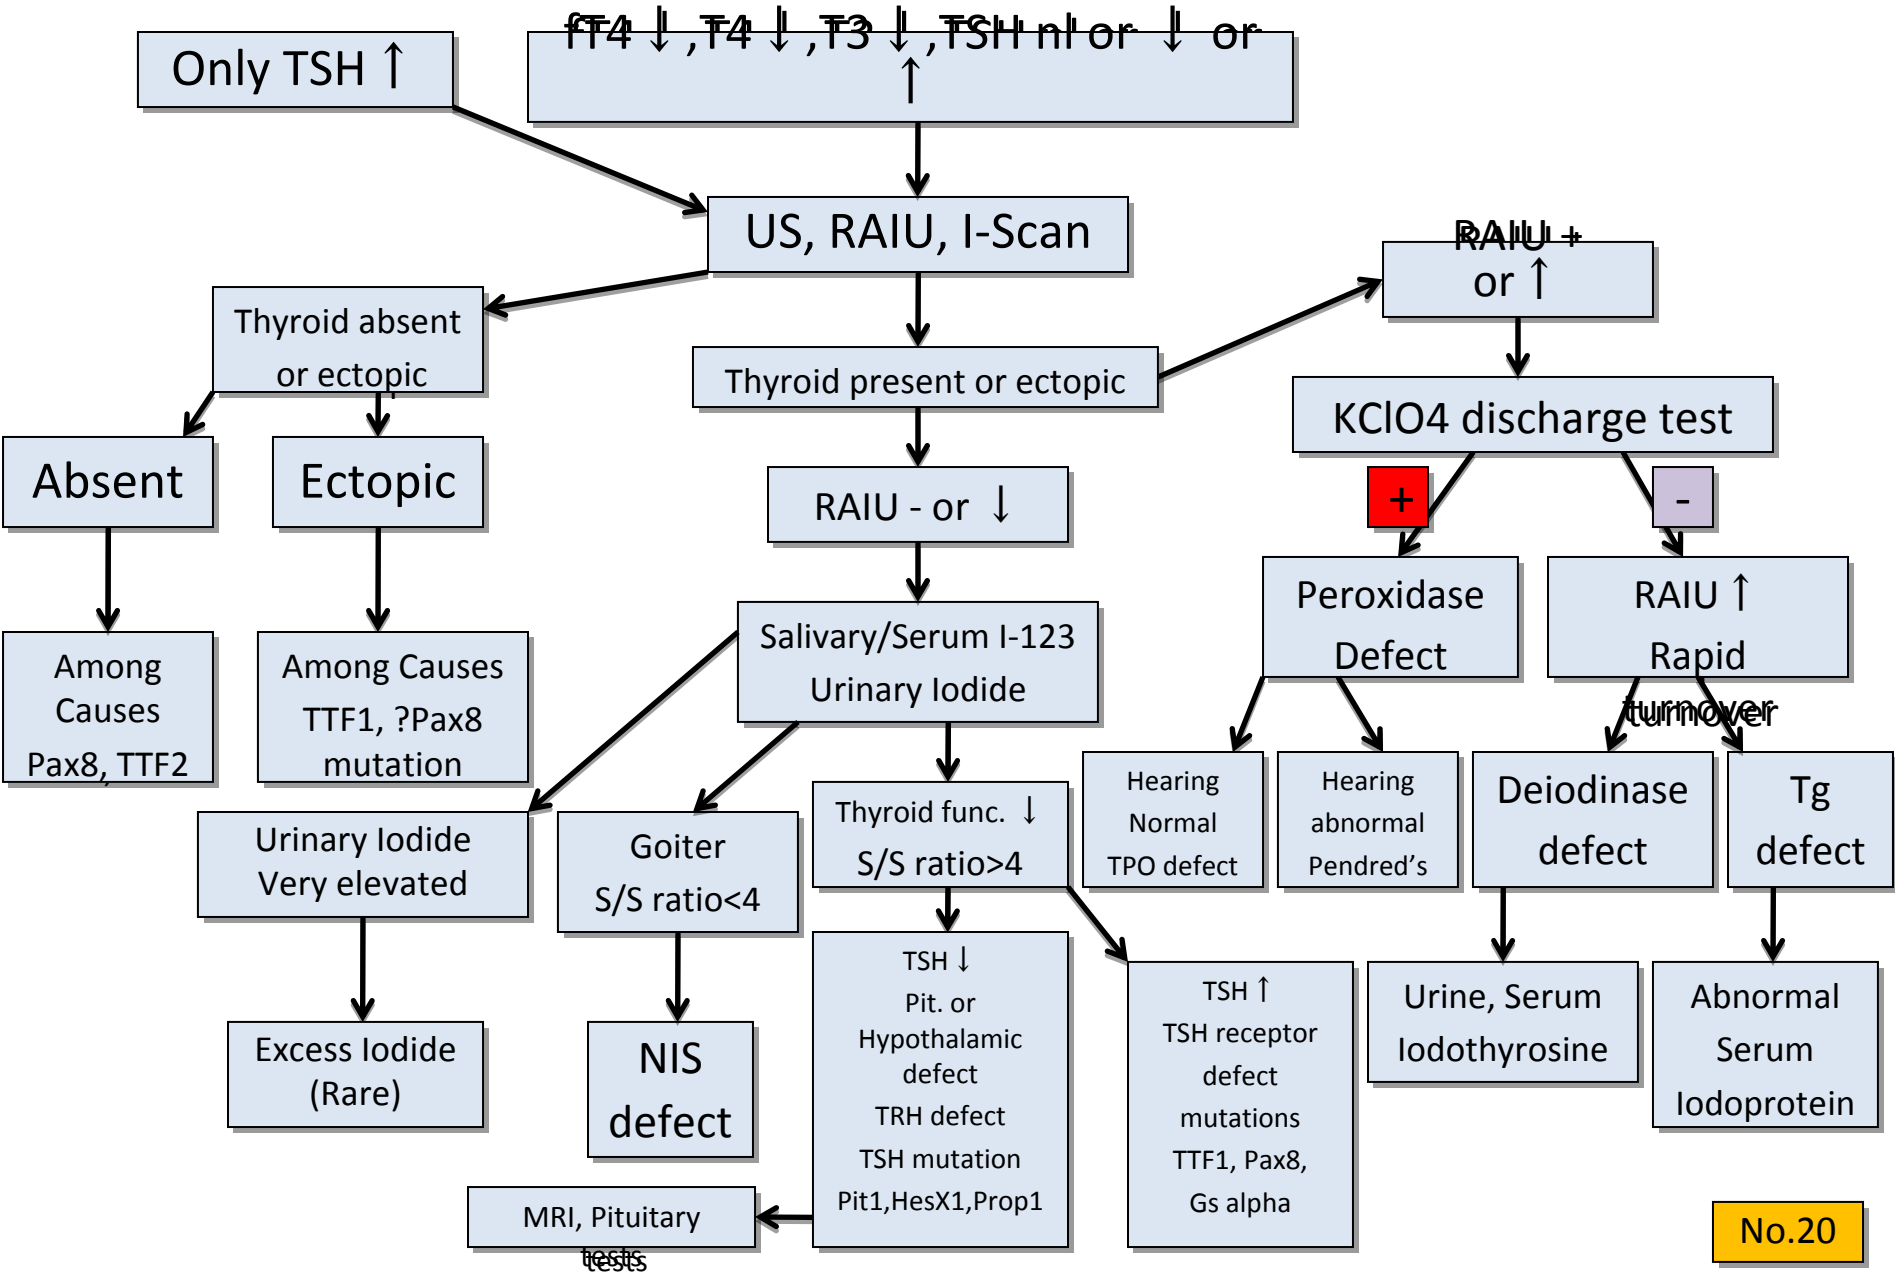 Only TSH ↑
fT4 ↓ ,T4 ↓ ,T3 ↓ ,TSH nl or ↓ or
↑
US, RAIU, I-Scan
RAIU +
or ↑
Thyroid absent
or ectopic
Thyroid present or ectopic
KClO4 discharge test
Absent
Ectopic
RAIU - or ↓
+
-
Peroxidase
Defect
RAIU ↑
Rapid
turnover
Salivary/Serum I-123
Urinary Iodide
Among
Causes
Pax8, TTF2
Among Causes
TTF1, ?Pax8
mutation
Urinary Iodide
Very elevated
Goiter
S/S ratio<4
Thyroid func. ↓
S/S ratio>4
Hearing
Normal
TPO defect
Hearing
abnormal
Pendred’s
Deiodinase
defect
Tg
defect
Excess Iodide
(Rare)
NIS
defect
TSH ↓
Pit. or
Hypothalamic
defect
TRH defect
TSH mutation
Pit1,HesX1,Prop1
TSH ↑
TSH receptor
defect
mutations
TTF1, Pax8,
Gs alpha
Urine, Serum
Iodothyrosine
Abnormal
Serum
Iodoprotein
MRI, Pituitary
tests
No.20